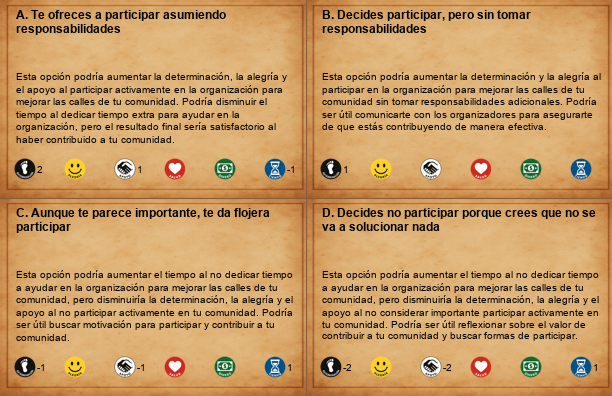 A. Te ofreces a participar asumiendo
responsabilidades
Esta opción podría aumentar la determinación, la alegría y
el apoyo al participar activamente en la organización para
mejorar las calles de tu comunidad. Podría disminuir el
tiempo al dedicar tiempo extra para ayudar en la
organización, pero el resultado final sería satisfactorio al
haber contribuido a tu comunidad.
2 1 -1
B. Decides participar, pero sin tomar
responsabilidades
Esta opción podría aumentar la determinación y la alegría al
participar en la organización para mejorar las calles de tu
comunidad sin tomar responsabilidades adicionales. Podría
ser útil comunicarte con los organizadores para asegurarte
de que estás contribuyendo de manera efectiva.
1
C. Aunque te parece importante, te da flojera
participar
Esta opción podría aumentar el tiempo al no dedicar tiempo
a ayudar en la organización para mejorar las calles de tu
comunidad, pero disminuiría la determinación, la alegría y el
apoyo al no participar activamente en tu comunidad. Podría
ser útil buscar motivación para participar y contribuir a tu
comunidad.
-1 -1 1
D. Decides no participar porque crees que no se
va a solucionar nada
Esta opción podría aumentar el tiempo al no dedicar tiempo
a ayudar en la organización para mejorar las calles de tu
comunidad, pero disminuiría la determinación, la alegría y el
apoyo al no considerar importante participar activamente en
tu comunidad. Podría ser útil reflexionar sobre el valor de
contribuir a tu comunidad y buscar formas de participar.
-2 -2 1